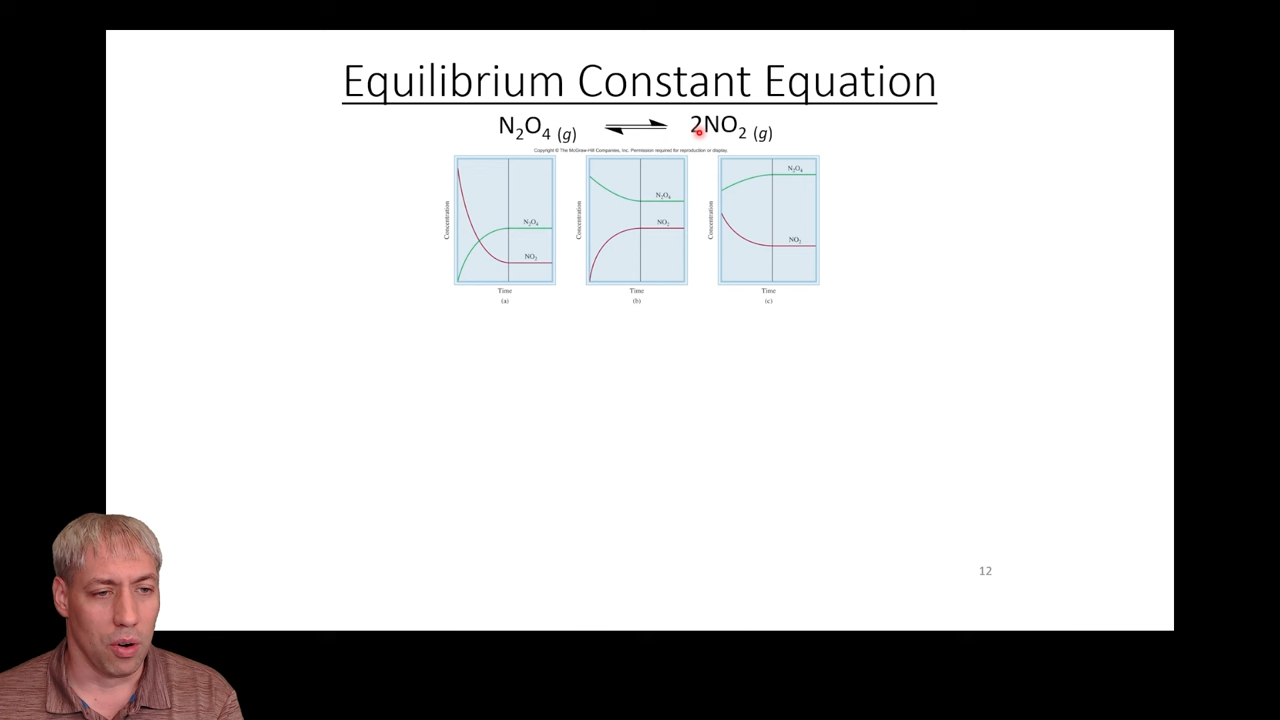 Equilibrium Constant Equation
N₂O₄ (g) ⇌ 2NO₂ (g)
Copyright © The McGraw-Hill Companies, Inc. Permission required for reproduction or display.
Concentration
N₂O₄
NO₂
Time
(a)
Concentration
N₂O₄
NO₂
Time
(b)
Concentration
N₂O₄
NO₂
Time
(c)
12